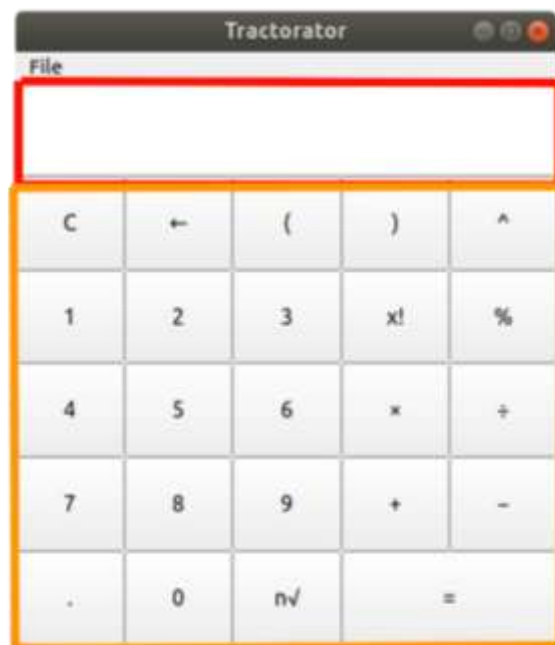 Tractorator
File
C ← ( ) ^
1 2 3 x! %
4 5 6 × ÷
7 8 9 + −
. 0 n√ =